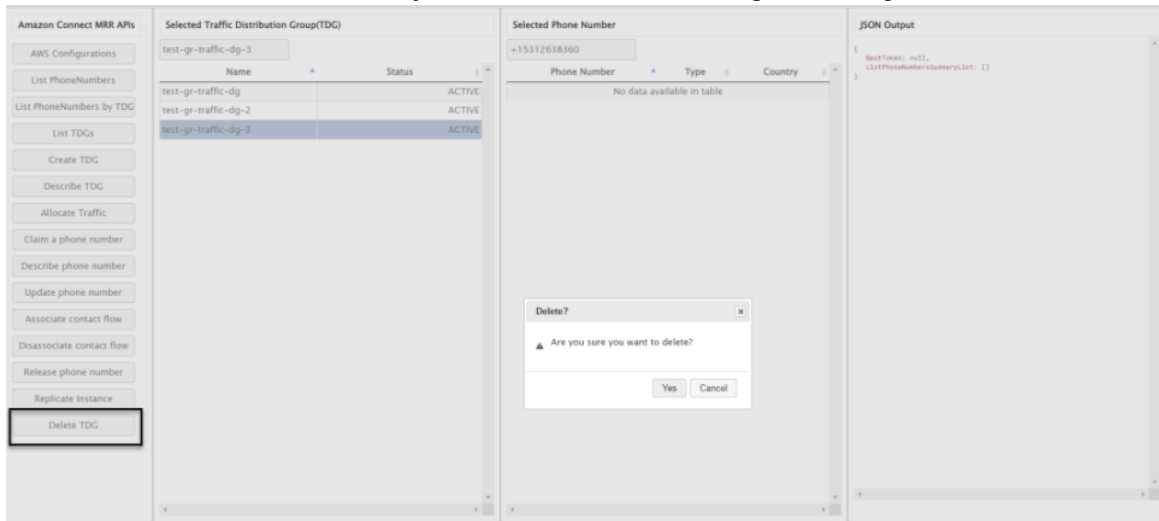 Amazon Connect MRR APIs
AWS Configurations
List PhoneNumbers
List PhoneNumbers by TDG
List TDGs
Create TDG
Describe TDG
Allocate Traffic
Claim a phone number
Describe phone number
Update phone number
Associate contact flow
Disassociate contact flow
Release phone number
Replicate Instance
Delete TDG
Selected Traffic Distribution Group(TDG)
test-gr-traffic-dg-3
Name Status
test-gr-traffic-dg ACTIVE
test-gr-traffic-dg-2 ACTIVE
test-gr-traffic-dg-3 ACTIVE
Selected Phone Number
+15312638360
Phone Number Type Country
No data available in table
Delete?
Are you sure you want to delete?
Yes Cancel
JSON Output
{
NextToken: null,
ListPhoneNumbersSummaryList: []
}